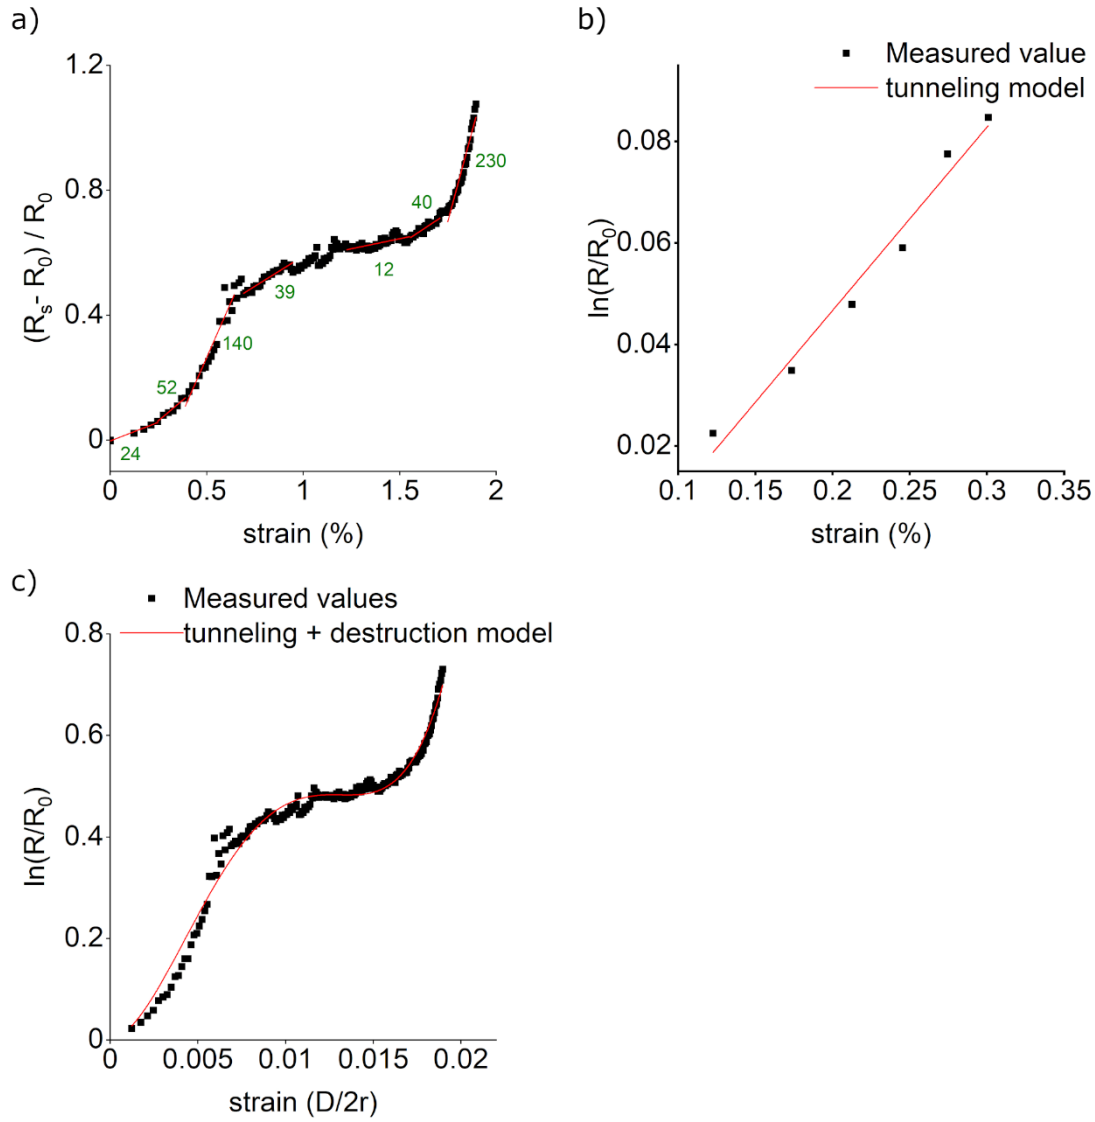 a)
1.2
0.8
0.4
0
(Rs- R0) / R0
24
52
140
39
12
40
230
0
0.5
1
1.5
2
strain (%)
b)
Measured value
tunneling model
0.08
0.06
0.04
0.02
ln(R/R0)
0.1
0.15
0.2
0.25
0.3
0.35
strain (%)
c)
Measured values
tunneling + destruction model
0.8
0.6
0.4
0.2
0
ln(R/R0)
0
0.005
0.01
0.015
0.02
strain (D/2r)